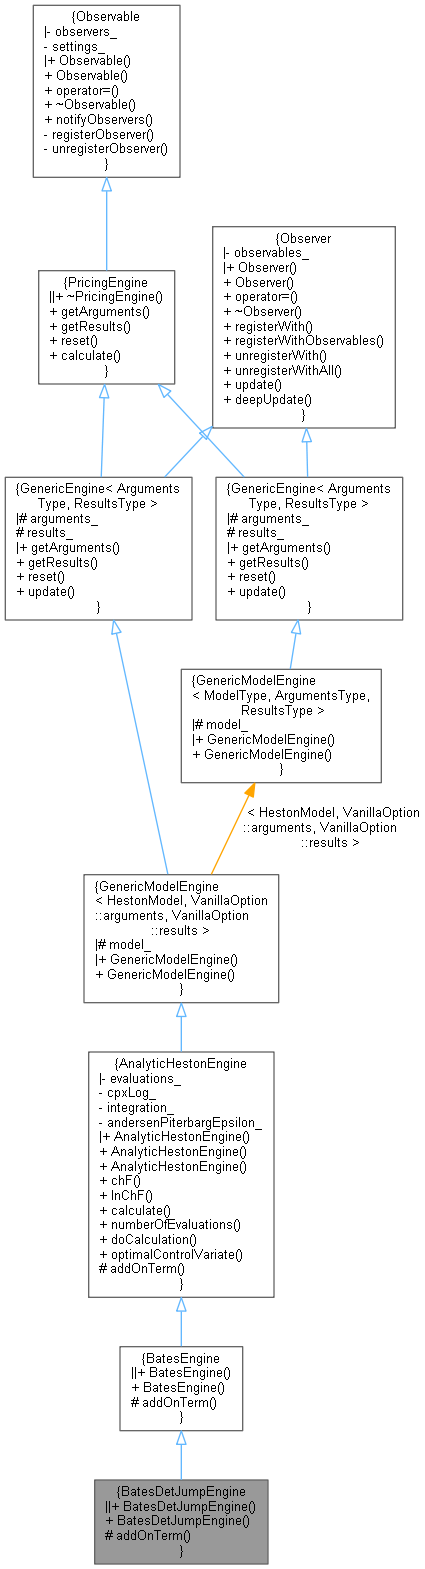 {Observable
|- observers_
- settings_
|+ Observable()
+ Observable()
+ operator=()
+ ~Observable()
+ notifyObservers()
- registerObserver()
- unregisterObserver()
}
{Observer
|- observables_
|+ Observer()
+ Observer()
+ operator=()
+ ~Observer()
+ registerWith()
+ registerWithObservables()
+ unregisterWith()
+ unregisterWithAll()
+ update()
+ deepUpdate()
}
{PricingEngine
||+ ~PricingEngine()
+ getArguments()
+ getResults()
+ reset()
+ calculate()
}
{GenericEngine< Arguments
Type, ResultsType >
|# arguments_
# results_
|+ getArguments()
+ getResults()
+ reset()
+ update()
}
{GenericEngine< Arguments
Type, ResultsType >
|# arguments_
# results_
|+ getArguments()
+ getResults()
+ reset()
+ update()
}
{GenericModelEngine
< ModelType, ArgumentsType,
ResultsType >
|# model_
|+ GenericModelEngine()
+ GenericModelEngine()
}
< HestonModel, VanillaOption
::arguments, VanillaOption
::results >
{GenericModelEngine
< HestonModel, VanillaOption
::arguments, VanillaOption
::results >
|# model_
|+ GenericModelEngine()
+ GenericModelEngine()
}
{AnalyticHestonEngine
|- evaluations_
- cpxLog_
- integration_
- andersenPiterbargEpsilon_
|+ AnalyticHestonEngine()
+ AnalyticHestonEngine()
+ AnalyticHestonEngine()
+ chF()
+ lnChF()
+ calculate()
+ numberOfEvaluations()
+ doCalculation()
+ optimalControlVariate()
# addOnTerm()
}
{BatesEngine
||+ BatesEngine()
+ BatesEngine()
# addOnTerm()
}
{BatesDetJumpEngine
||+ BatesDetJumpEngine()
+ BatesDetJumpEngine()
# addOnTerm()
}